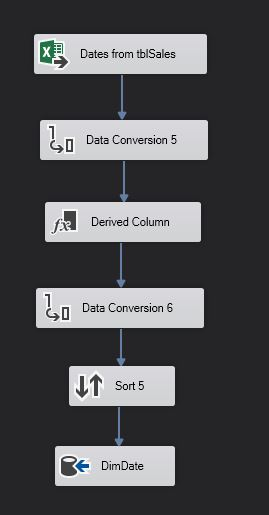 Dates from tblSales
Data Conversion 5
Derived Column
Data Conversion 6
Sort 5
DimDate